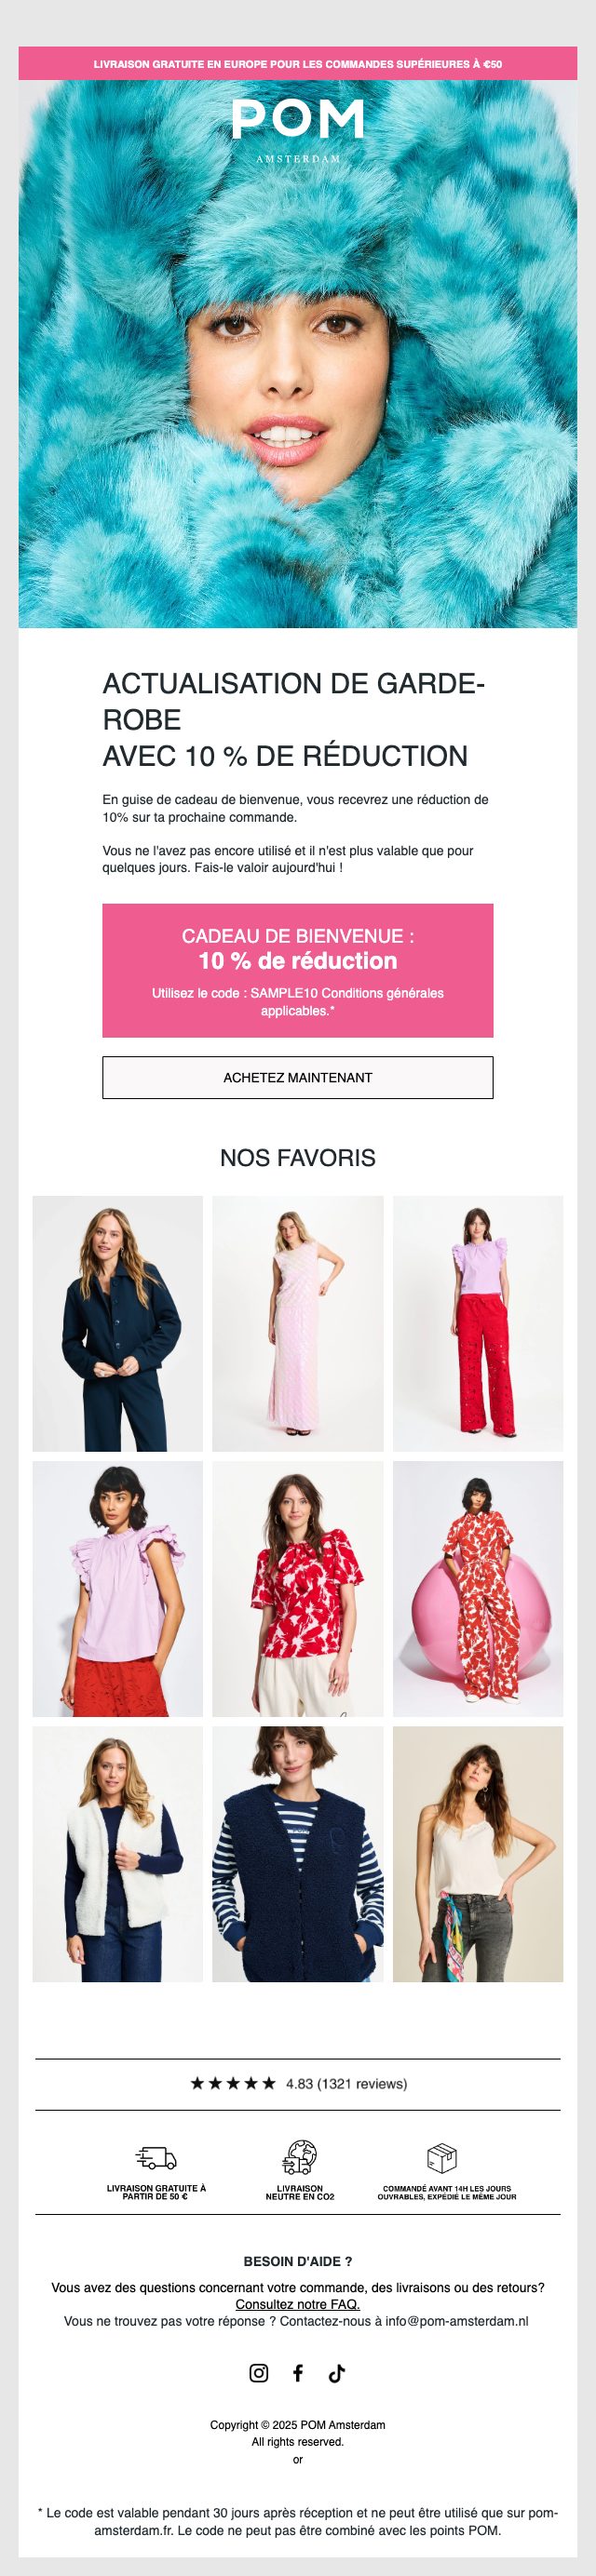 LIVRAISON GRATUITE EN EUROPE POUR LES COMMANDES SUPÉRIEURES À €50
POM
AMSTERDAM
ACTUALISATION DE GARDE-
ROBE
AVEC 10 % DE RÉDUCTION
En guise de cadeau de bienvenue, vous recevrez une réduction de
10% sur ta prochaine commande.
Vous ne l'avez pas encore utilisé et il n'est plus valable que pour
quelques jours. Fais-le valoir aujourd'hui !
CADEAU DE BIENVENUE :
10 % de réduction
Utilisez le code : SAMPLE10 Conditions générales
applicables.*
ACHETEZ MAINTENANT
NOS FAVORIS
4.83 (1321 reviews)
LIVRAISON GRATUITE À
PARTIR DE 50 €
LIVRAISON
NEUTRE EN CO2
COMMANDÉ AVANT 14H LES JOURS
OUVRABLES, EXPÉDIÉ LE MÊME JOUR
BESOIN D'AIDE ?
Vous avez des questions concernant votre commande, des livraisons ou des retours?
Consultez notre FAQ.
Vous ne trouvez pas votre réponse ? Contactez-nous à info@pom-amsterdam.nl
Copyright © 2025 POM Amsterdam
All rights reserved.
or
* Le code est valable pendant 30 jours après réception et ne peut être utilisé que sur pom-
amsterdam.fr. Le code ne peut pas être combiné avec les points POM.